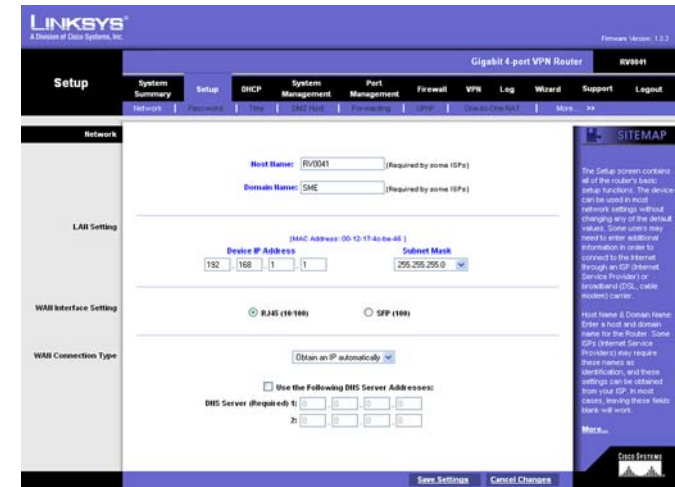 LINKSYS®
A Division of Cisco Systems, Inc.
Firmware Version: 1.3.3
Gigabit 4-port VPN Router
RV0041
Setup
System Summary
Setup
DHCP
System Management
Port Management
Firewall
VPN
Log
Wizard
Support
Logout
Network
Password
Time
DMZ Host
Forwarding
UPnP
One-to-One NAT
More... >>
Network
SITEMAP
Host Name: RV0041 (Required by some ISPs)
Domain Name: SME (Required by some ISPs)
LAN Setting
(MAC Address: 00-12-17-4c-be-46 )
Device IP Address
Subnet Mask
192 . 168 . 1 . 1
255.255.255.0
WAN Interface Setting
RJ45 (10/100)
SFP (100)
WAN Connection Type
Obtain an IP automatically
Use the Following DNS Server Addresses:
DNS Server (Required) 1: 0 . 0 . 0 . 0
2: 0 . 0 . 0 . 0
The Setup screen contains
all of the router's basic
setup functions. The device
can be used in most
network settings without
changing any of the default
values. Some users may
need to enter additional
information in order to
connect to the Internet
through an ISP (Internet
Service Provider) or
broadband (DSL, cable
modem) carrier.
Host Name & Domain Name:
Enter a host and domain
name for the Router. Some
ISPs (Internet Service
Providers) may require
these names as
identification, and these
settings can be obtained
from your ISP. In most
cases, leaving these fields
blank will work.
More...
Save Settings
Cancel Changes
CISCO SYSTEMS